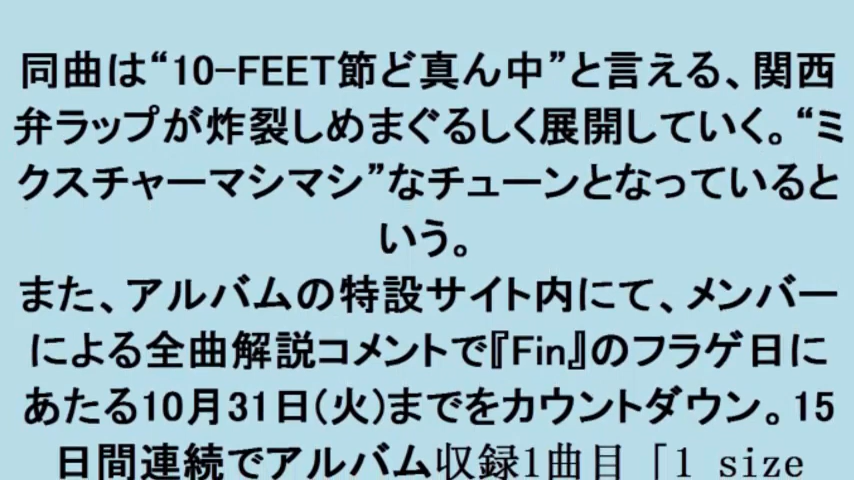 同曲は“10-FEET節ど真ん中”と言える、関西
弁ラップが炸裂しめまぐるしく展開していく。“ミ
クスチャーマシマシ”なチューンとなっていると
いう。
また、アルバムの特設サイト内にて、メンバー
による全曲解説コメントで『Fin』のフラゲ日に
あたる10月31日(火)までをカウントダウン。15
日間連続でアルバム収録1曲目「1 size